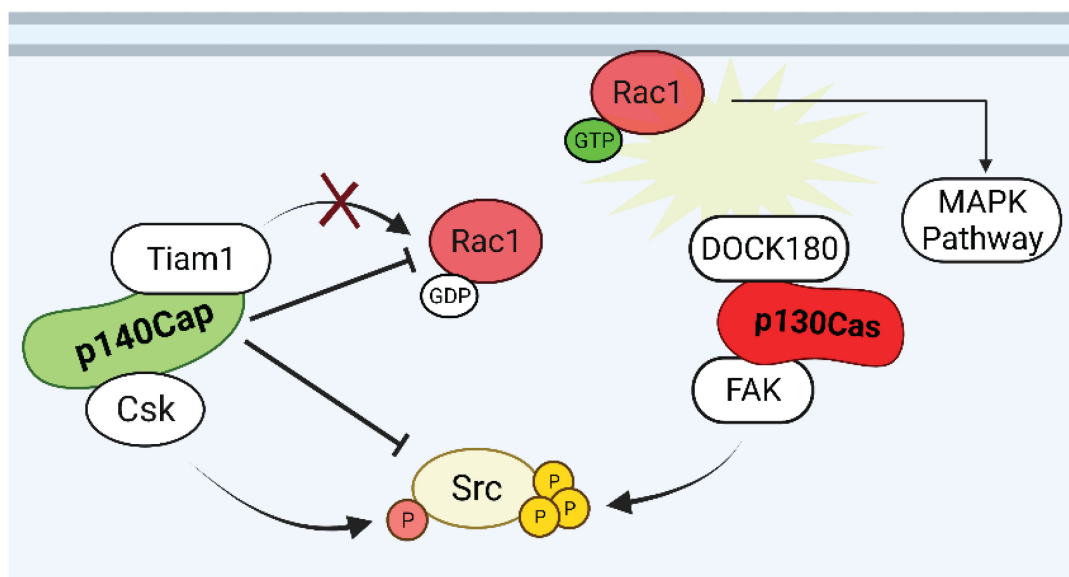 Rac1
GTP
MAPK
Pathway
Tiam1
Rac1
GDP
DOCK180
p140Cap
p130Cas
Csk
FAK
Src
P
P
P
P